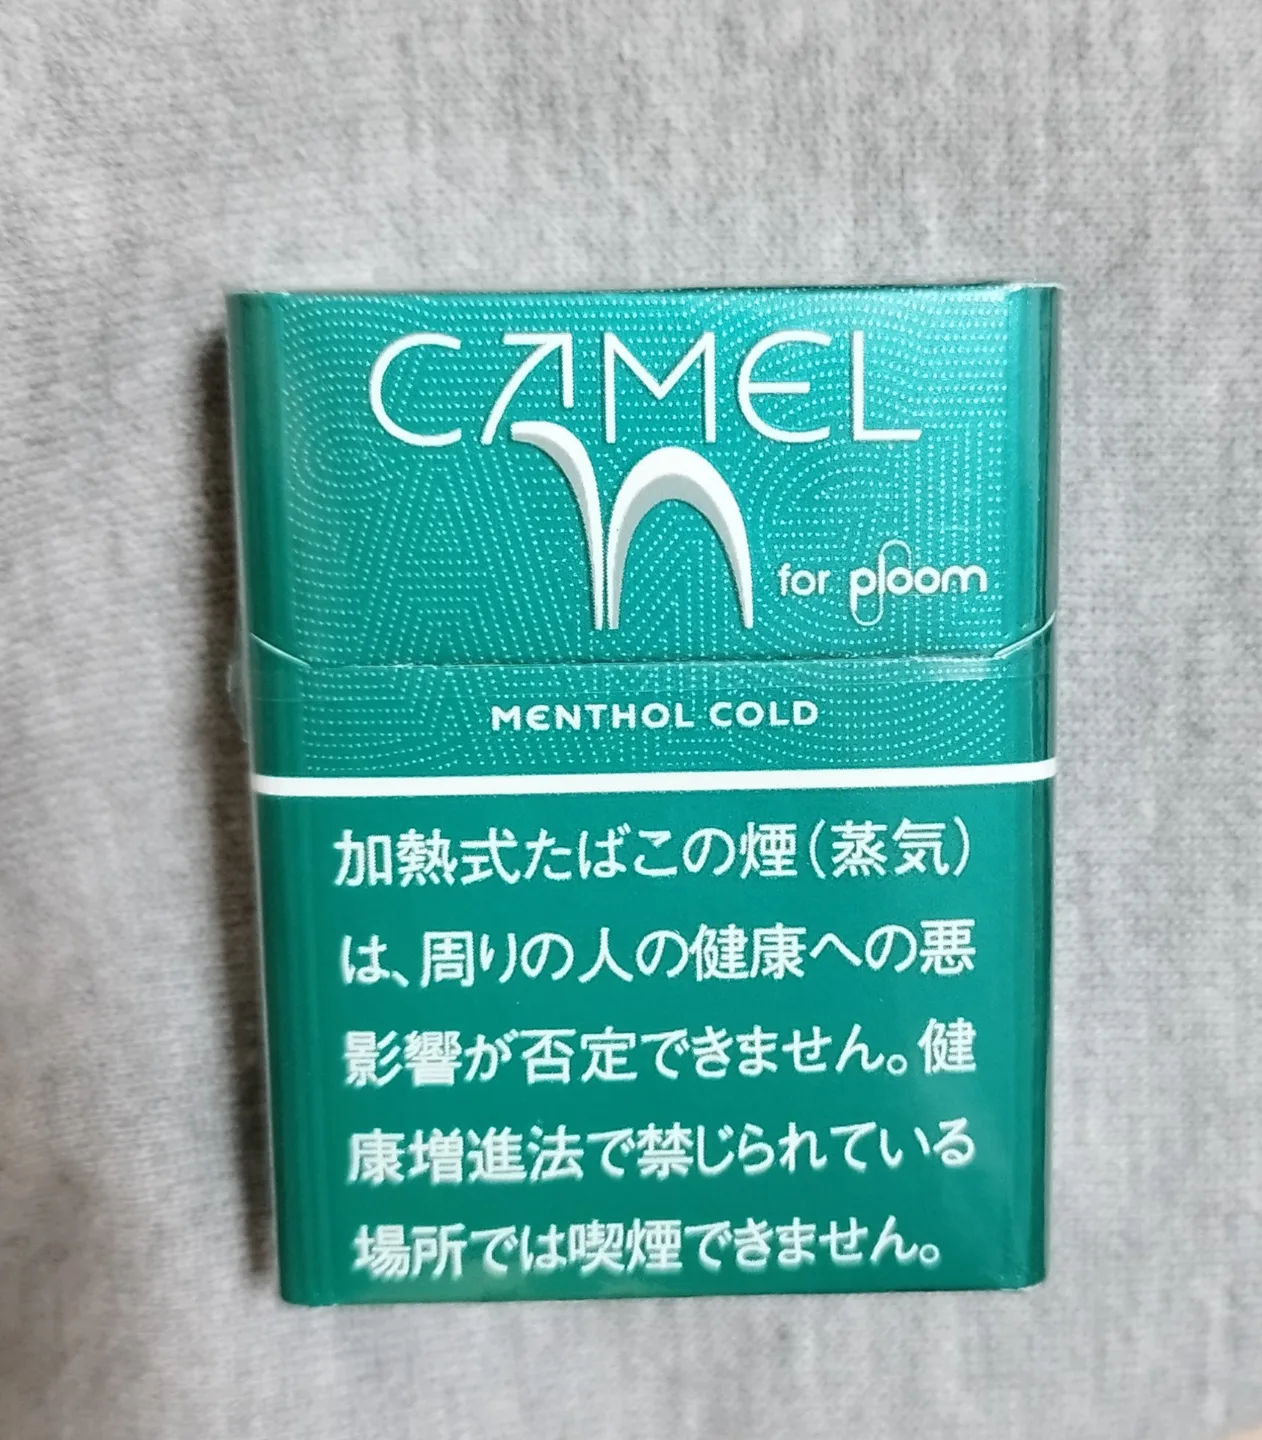 CAMEL
for ploom
MENTHOL COLD
加熱式たばこの煙（蒸気）
は、周りの人の健康への悪
影響が否定できません。健
康増進法で禁じられている
場所では喫煙できません。